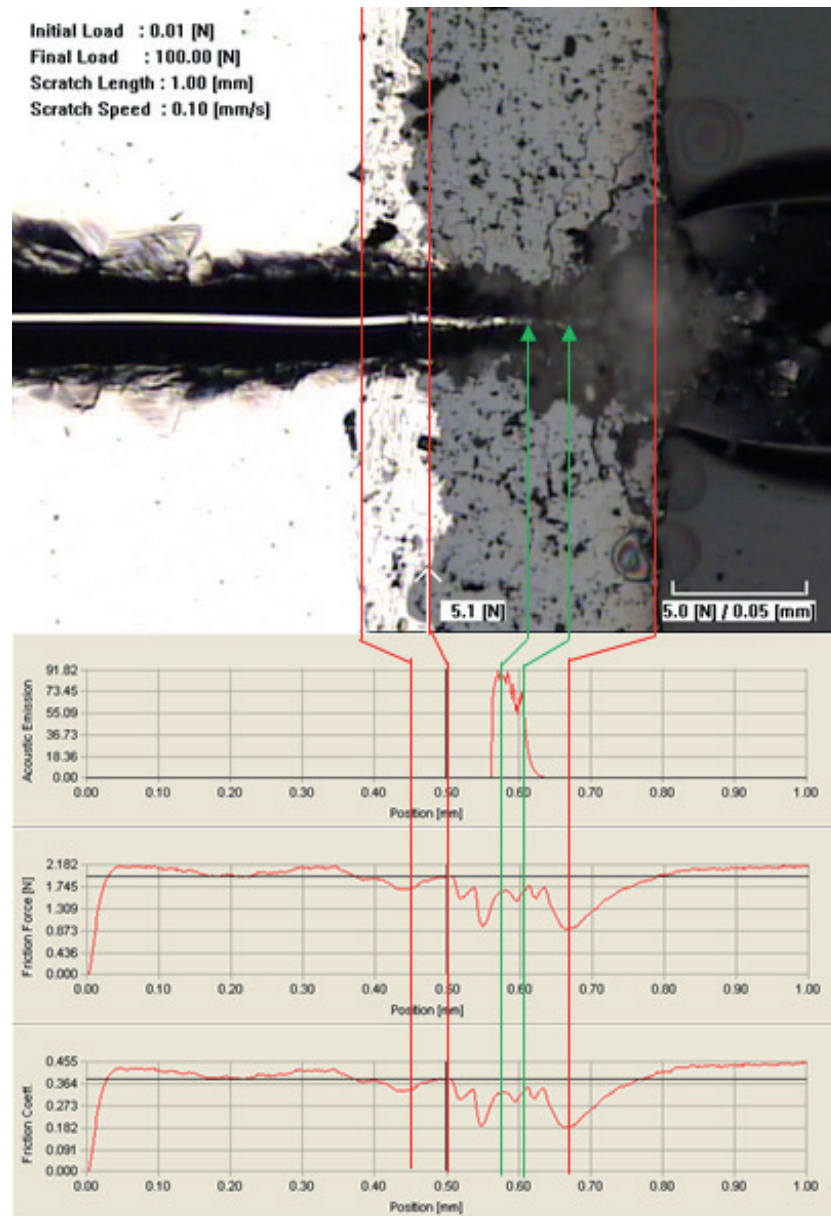 Initial Load : 0.01 [N]
Final Load : 100.00 [N]
Scratch Length : 1.00 [mm]
Scratch Speed : 0.10 [mm/s]
5.1 [N]
5.0 [N] / 0.05 [mm]
Acoustic Emission
91.82
73.45
55.09
36.73
18.36
0.00
0.00 0.10 0.20 0.30 0.40 0.50 0.60 0.70 0.80 0.90 1.00
Position [mm]
Friction Force [N]
2.182
1.745
1.309
0.873
0.436
0.000
0.00 0.10 0.20 0.30 0.40 0.50 0.60 0.70 0.80 0.90 1.00
Position [mm]
Friction Coeff.
0.455
0.364
0.273
0.182
0.091
0.000
0.00 0.10 0.20 0.30 0.40 0.50 0.60 0.70 0.80 0.90 1.00
Position [mm]